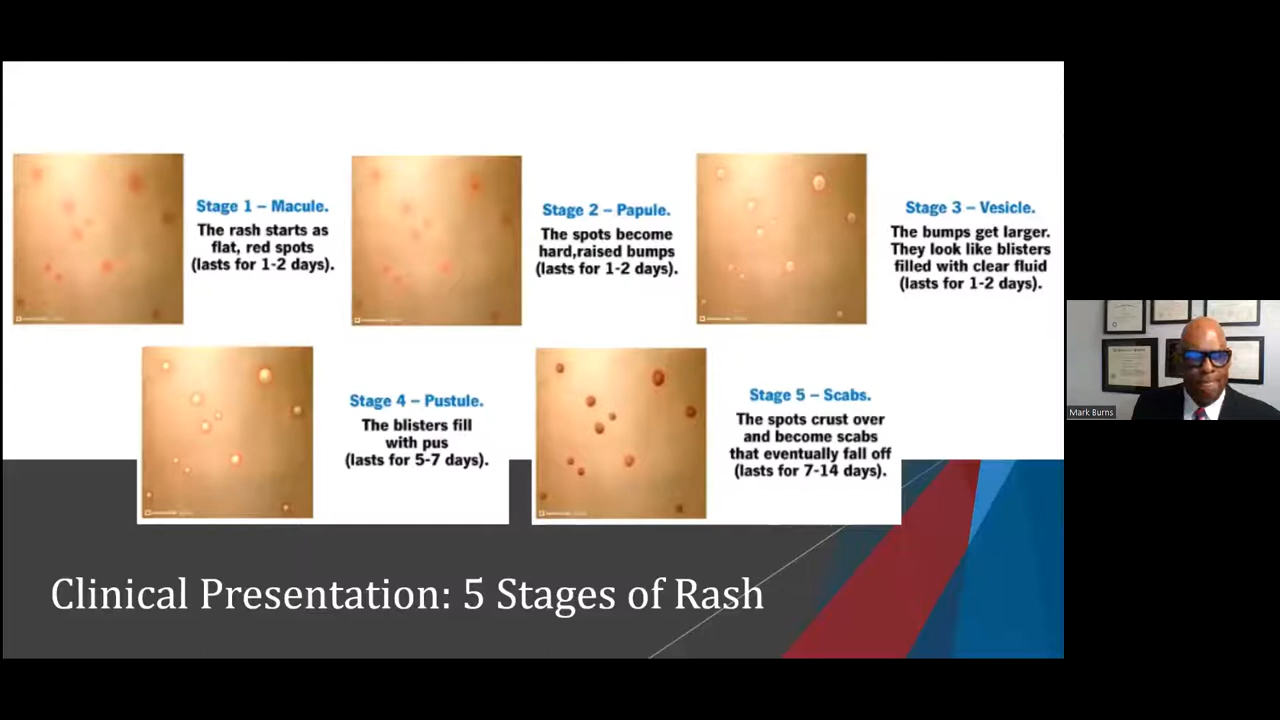 Stage 1 – Macule.
The rash starts as
flat, red spots
(lasts for 1-2 days).
Stage 2 – Papule.
The spots become
hard,raised bumps
(lasts for 1-2 days).
Stage 3 – Vesicle.
The bumps get larger.
They look like blisters
filled with clear fluid
(lasts for 1-2 days).
Stage 4 – Pustule.
The blisters fill
with pus
(lasts for 5-7 days).
Stage 5 – Scabs.
The spots crust over
and become scabs
that eventually fall off
(lasts for 7-14 days).
Clinical Presentation: 5 Stages of Rash
Mark Burns